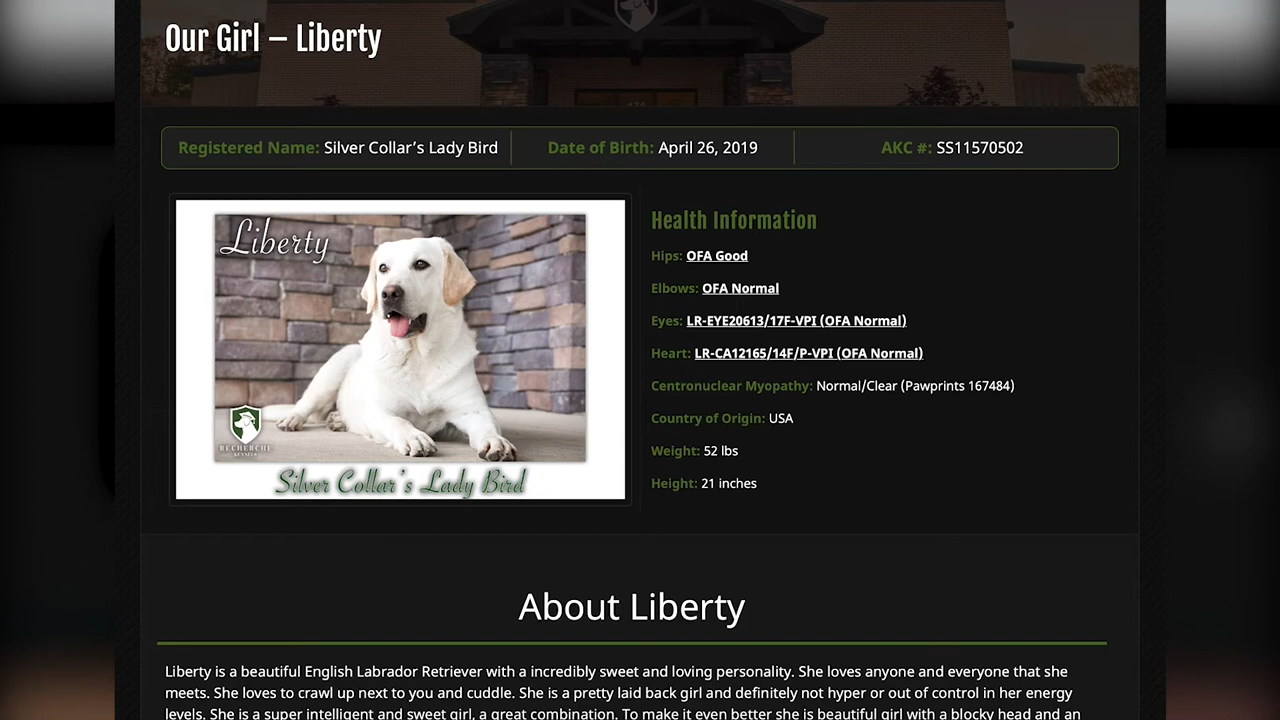 Our Girl – Liberty
Registered Name: Silver Collar's Lady Bird
Date of Birth: April 26, 2019
AKC #: SS11570502
Liberty
RECHERCHE
KENNELS
Silver Collar's Lady Bird
Health Information
Hips: OFA Good
Elbows: OFA Normal
Eyes: LR-EYE20613/17F-VPI (OFA Normal)
Heart: LR-CA12165/14F/P-VPI (OFA Normal)
Centronuclear Myopathy: Normal/Clear (Pawprints 167484)
Country of Origin: USA
Weight: 52 lbs
Height: 21 inches
About Liberty
Liberty is a beautiful English Labrador Retriever with a incredibly sweet and loving personality. She loves anyone and everyone that she
meets. She loves to crawl up next to you and cuddle. She is a pretty laid back girl and definitely not hyper or out of control in her energy
levels. She is a super intelligent and sweet girl, a great combination. To make it even better she is beautiful girl with a blocky head and an